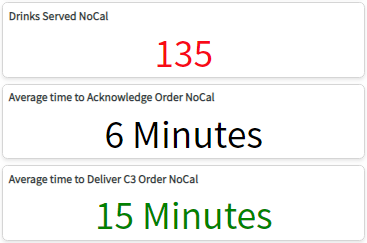 Drinks Served NoCal
135
Average time to Acknowledge Order NoCal
6 Minutes
Average time to Deliver C3 Order NoCal
15 Minutes